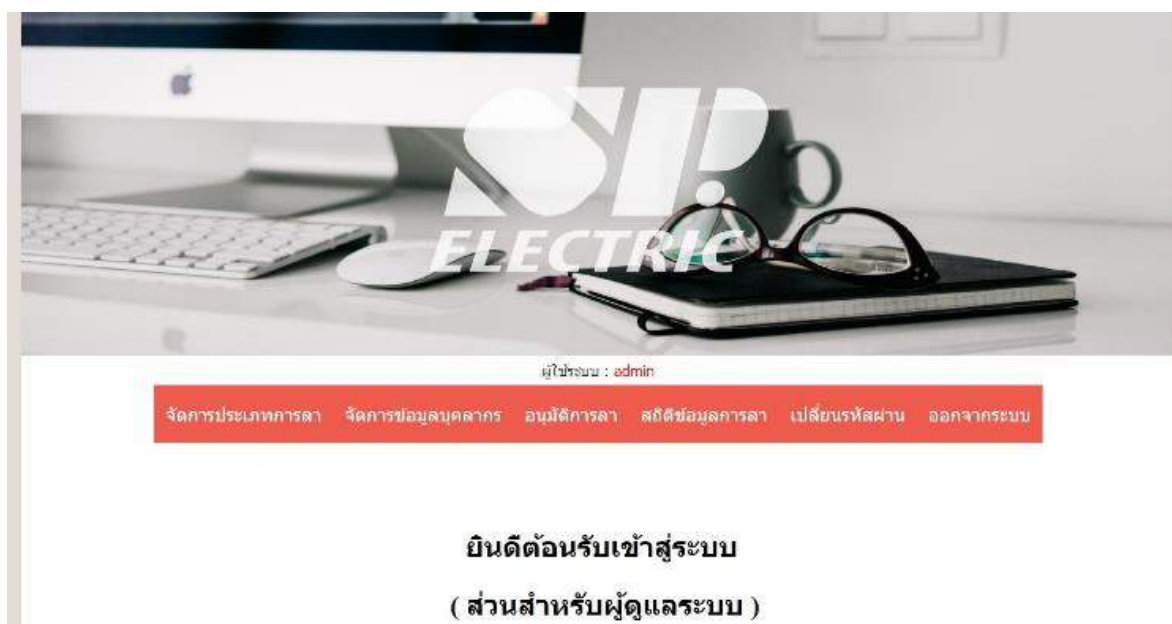 SP.
ELECTRIC
ผู้ใช้ระบบ : admin
จัดการประเภทการลา จัดการข้อมูลบุคลากร อนุมัติการลา สถิติข้อมูลการลา เปลี่ยนรหัสผ่าน ออกจากระบบ
ยินดีต้อนรับเข้าสู่ระบบ
( ส่วนสำหรับผู้ดูแลระบบ )